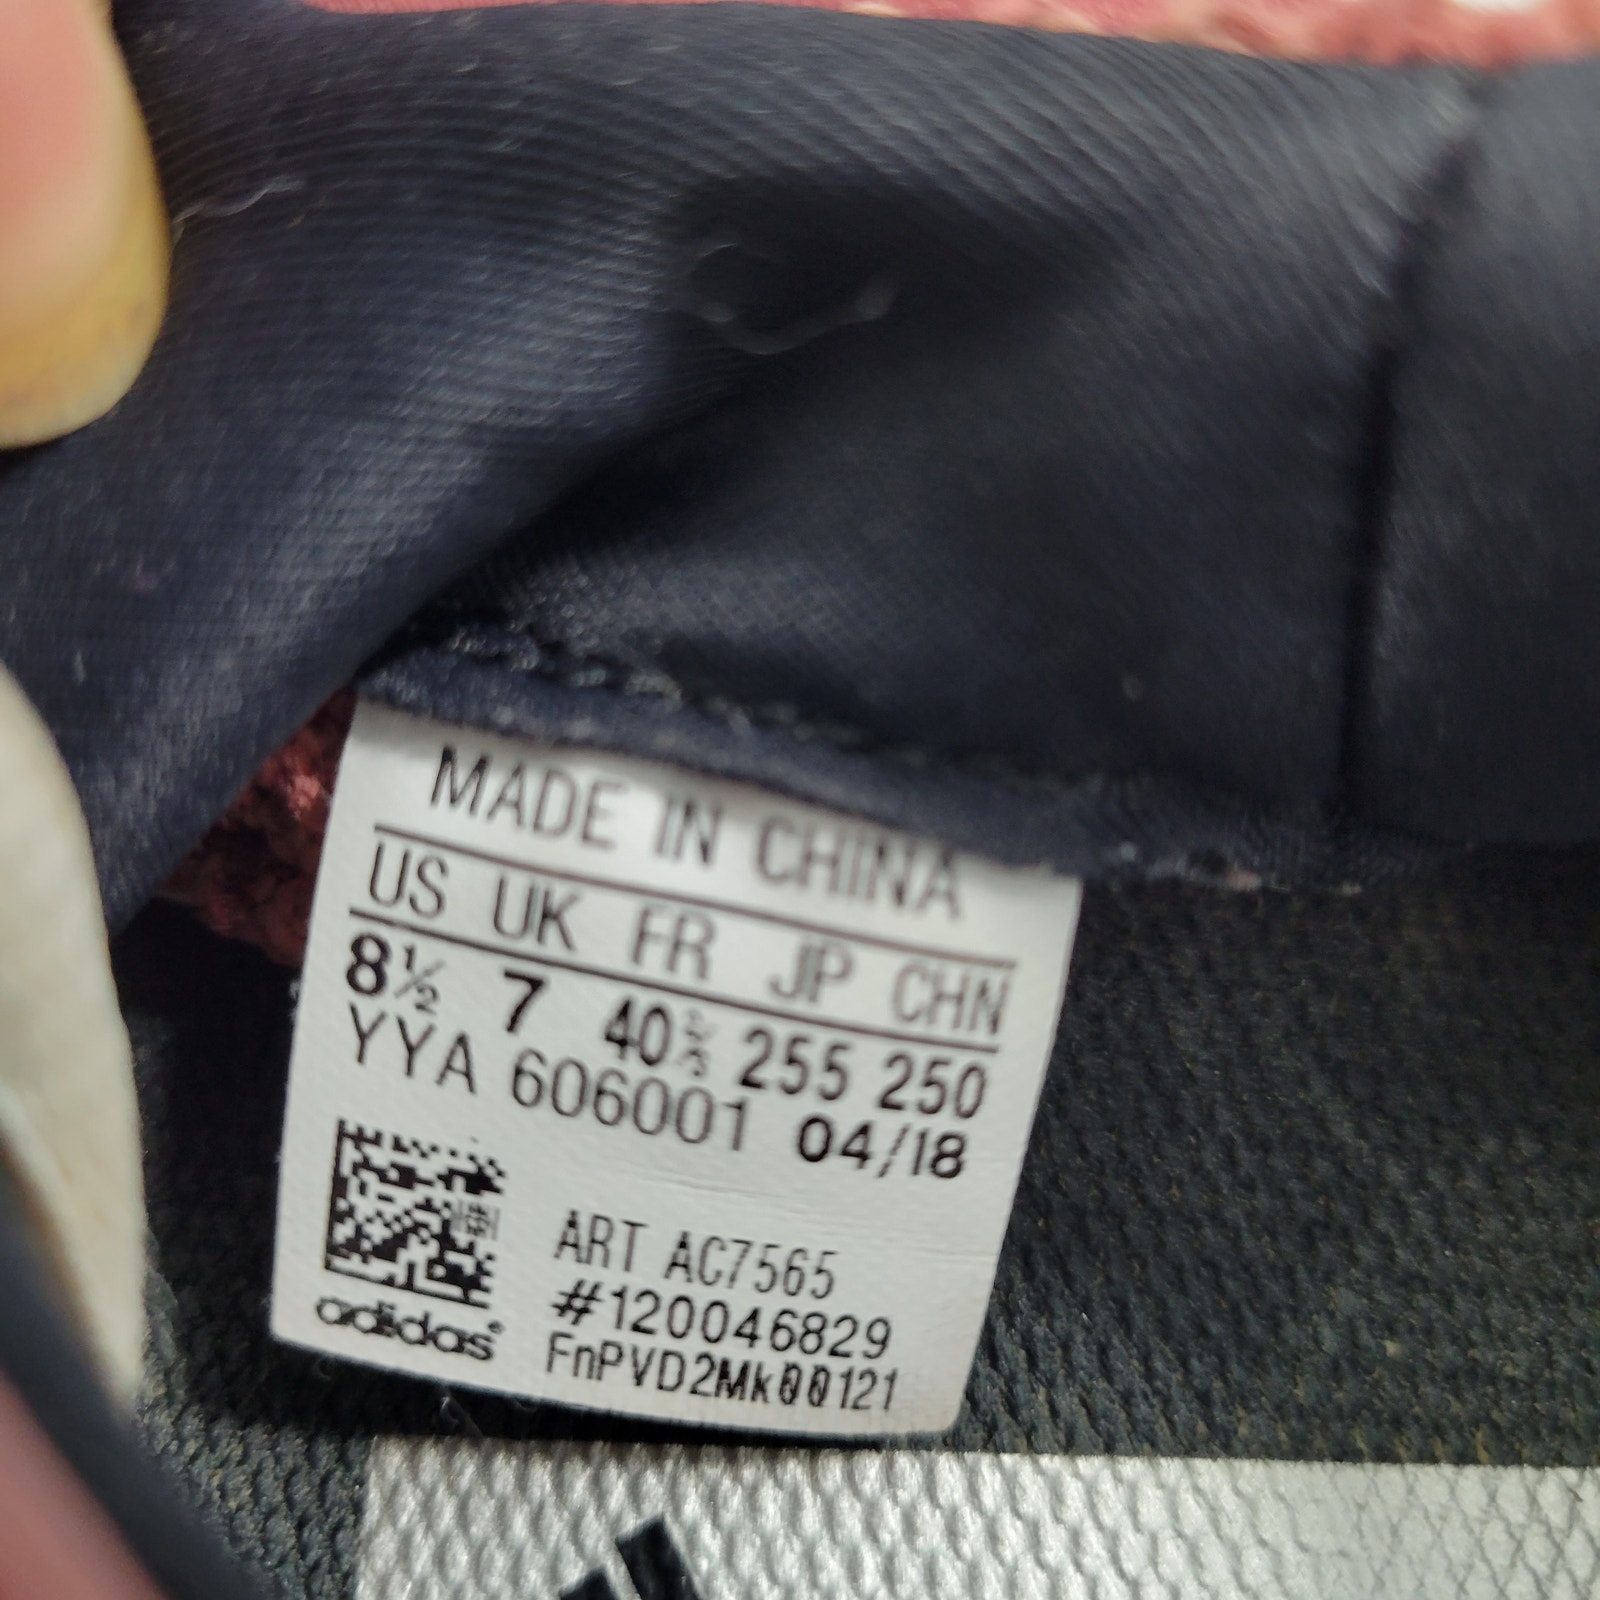 MADE IN CHINA
US UK FR JP CHN
8½ 7 40⅔ 255 250
YYA 606001 04/18
ART AC7565
#120046829
FnPVD2Mk00121
adidas®